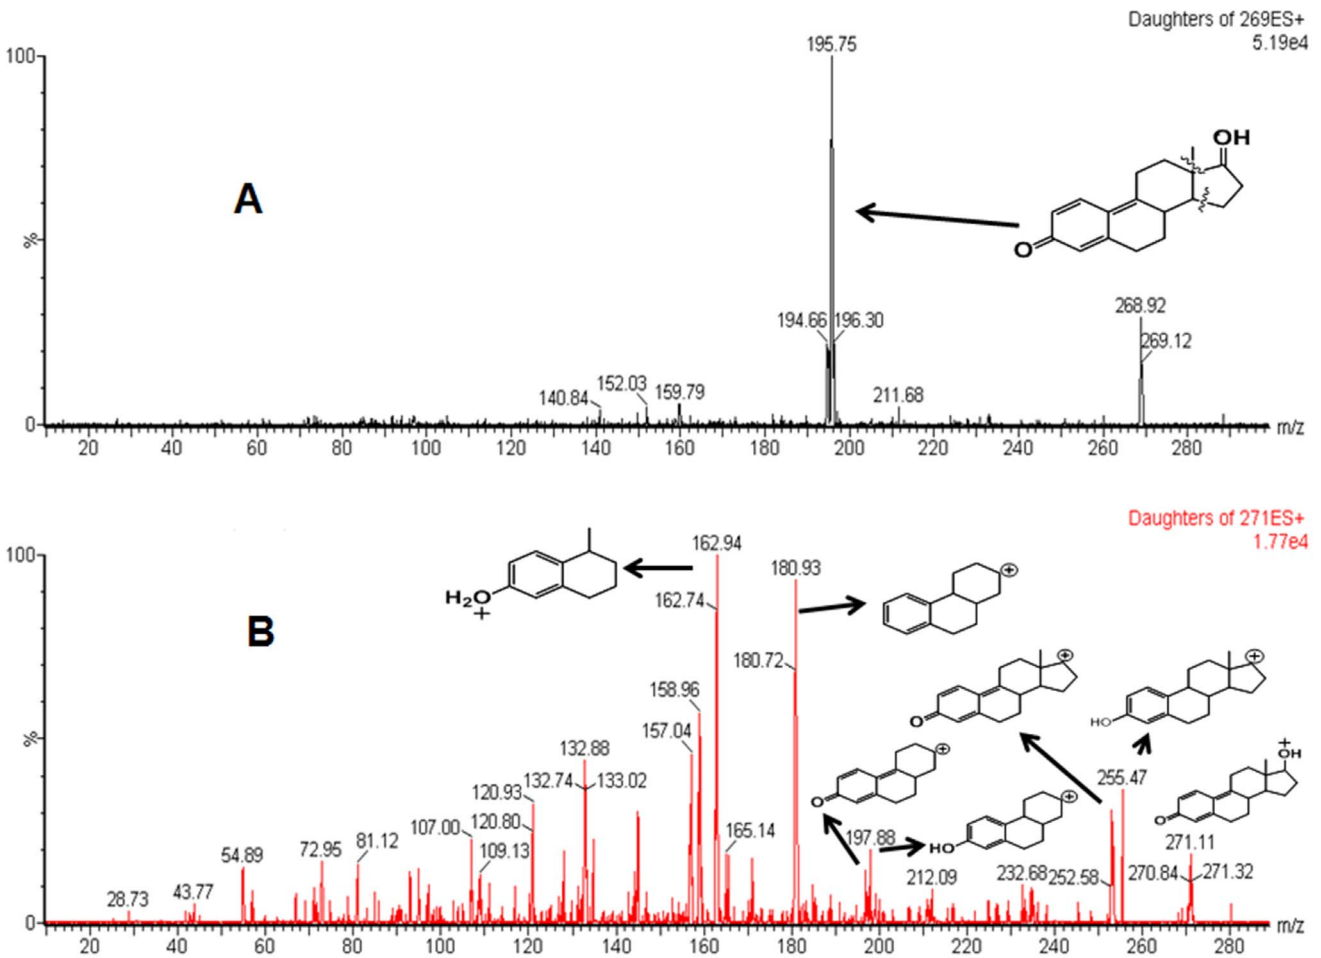 Daughters of 269ES+
5.19e4
100
195.75
OH
A
O
%
268.92
194.66 196.30
269.12
152.03
140.84 159.79
211.68
0
m/z
20 40 60 80 100 120 140 160 180 200 220 240 260 280
Daughters of 271ES+
1.77e4
100
162.94
180.93
H₂O
+
162.74
B
180.72
158.96
157.04
O
HO
+
OH
%
132.88
255.47
132.74 133.02
O
120.93
O
271.11
107.00 120.80
165.14
197.88
HO
54.89 72.95 81.12
109.13
232.68 252.58 270.84 271.32
28.73 43.77
212.09
0
m/z
20 40 60 80 100 120 140 160 180 200 220 240 260 280